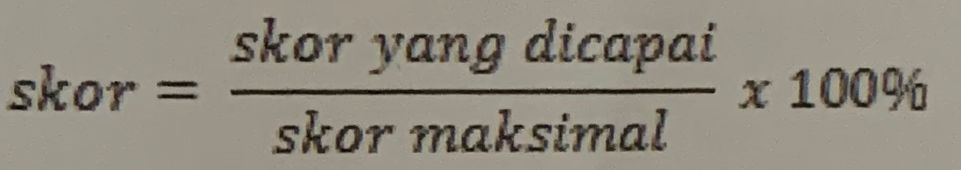 skor yang dicapai
skor = x 100%
skor maksimal